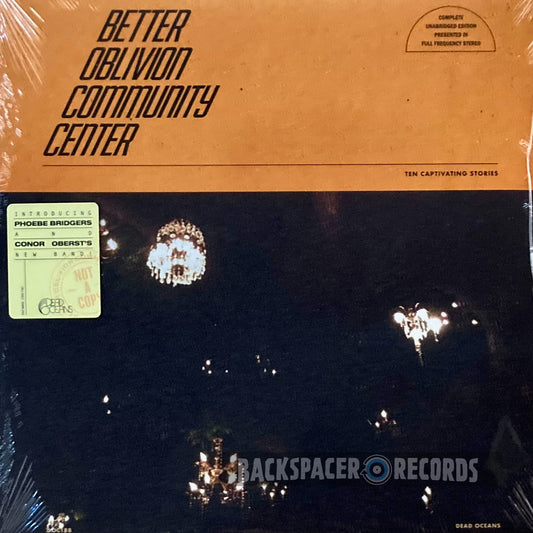 BETTER
OBLIVION
COMMUNITY
CENTER
COMPLETE
UNABRIDGED EDITION
PRESENTED IN
FULL FREQUENCY STEREO
TEN CAPTIVATING STORIES
INTRODUCING
PHOEBE BRIDGERS
AND
CONOR OBERST'S
NEW BAND
NOT
A
COPY
DEAD
OCEANS
BACKSPACER RECORDS
DEAD OCEANS